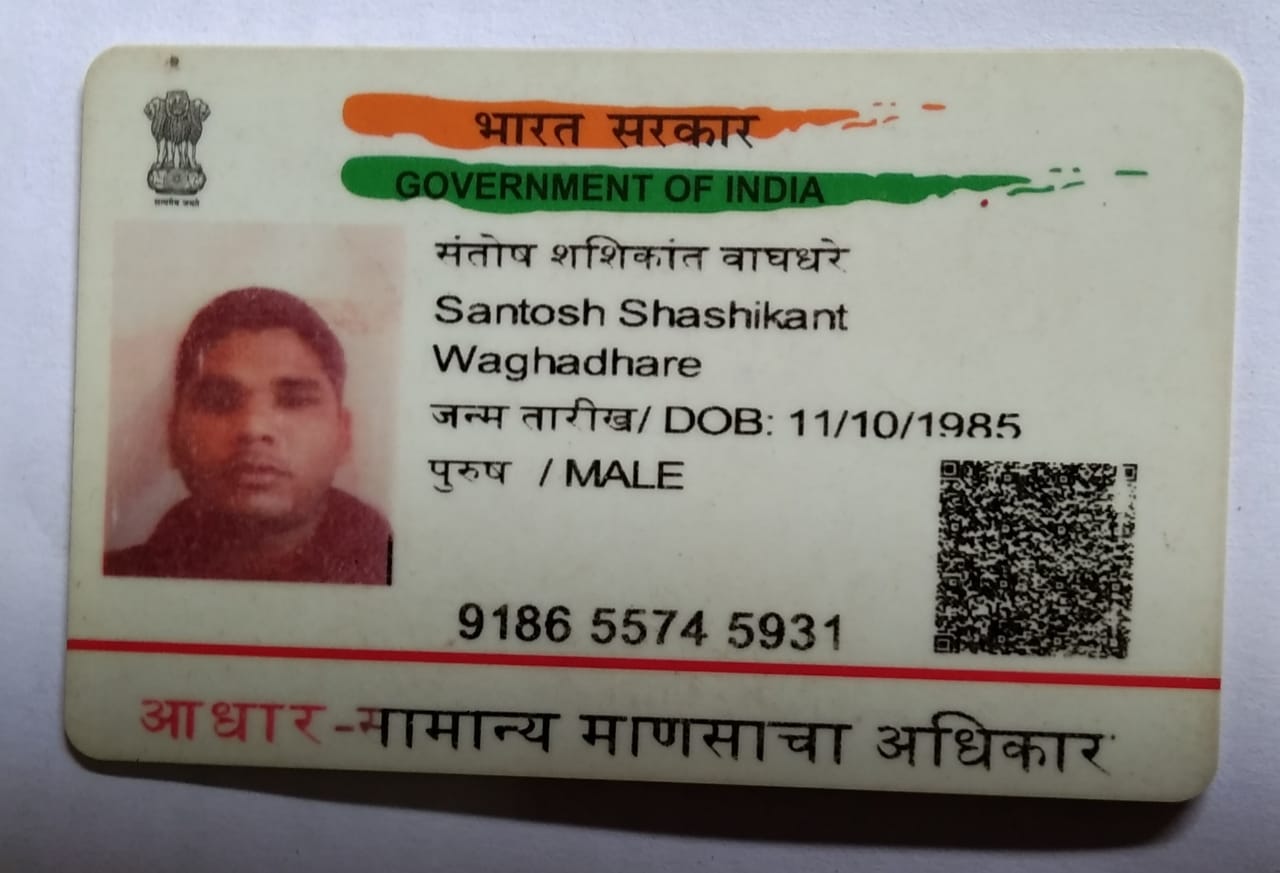 भारत सरकार
GOVERNMENT OF INDIA
सत्यमेव जयते
संतोष शशिकांत वाघधरे
Santosh Shashikant
Waghadhare
जन्म तारीख/ DOB: 11/10/1985
पुरुष / MALE
9186 5574 5931
आधार-सामान्य माणसाचा अधिकार